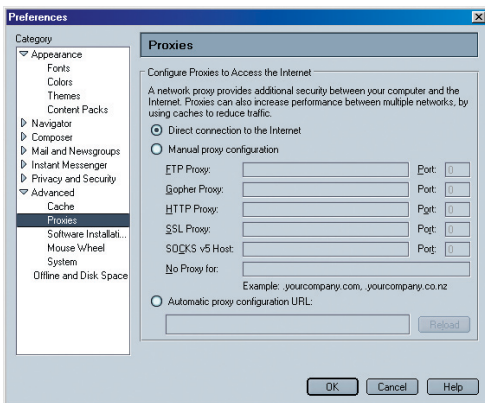 Preferences
Category
Appearance
Fonts
Colors
Themes
Content Packs
Navigator
Composer
Mail and Newsgroups
Instant Messenger
Privacy and Security
Advanced
Cache
Proxies
Software Installati...
Mouse Wheel
System
Offline and Disk Space
Proxies
Configure Proxies to Access the Internet
A network proxy provides additional security between your computer and the
Internet. Proxies can also increase performance between multiple networks, by
using caches to reduce traffic.
Direct connection to the Internet
Manual proxy configuration
FTP Proxy: Port: 0
Gopher Proxy: Port: 0
HTTP Proxy: Port: 0
SSL Proxy: Port: 0
SOCKS v5 Host: Port: 0
No Proxy for:
Example: .yourcompany.com, .yourcompany.co.nz
Automatic proxy configuration URL:
Reload
OK Cancel Help